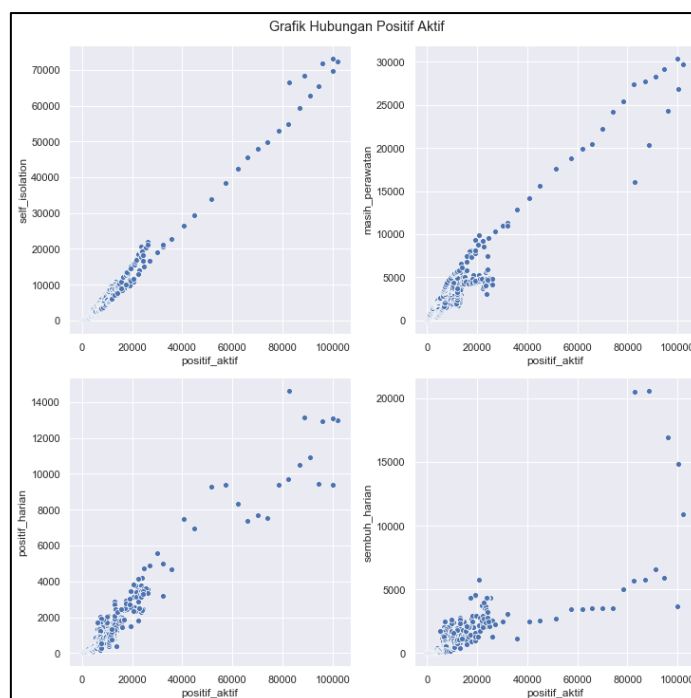 Grafik Hubungan Positif Aktif
70000
60000
50000
40000
30000
20000
10000
0
self_isolation
0 20000 40000 60000 80000 100000
positif_aktif
30000
25000
20000
15000
10000
5000
0
masih_perawatan
0 20000 40000 60000 80000 100000
positif_aktif
14000
12000
10000
8000
6000
4000
2000
0
positif_harian
0 20000 40000 60000 80000 100000
positif_aktif
20000
15000
10000
5000
0
sembuh_harian
0 20000 40000 60000 80000 100000
positif_aktif